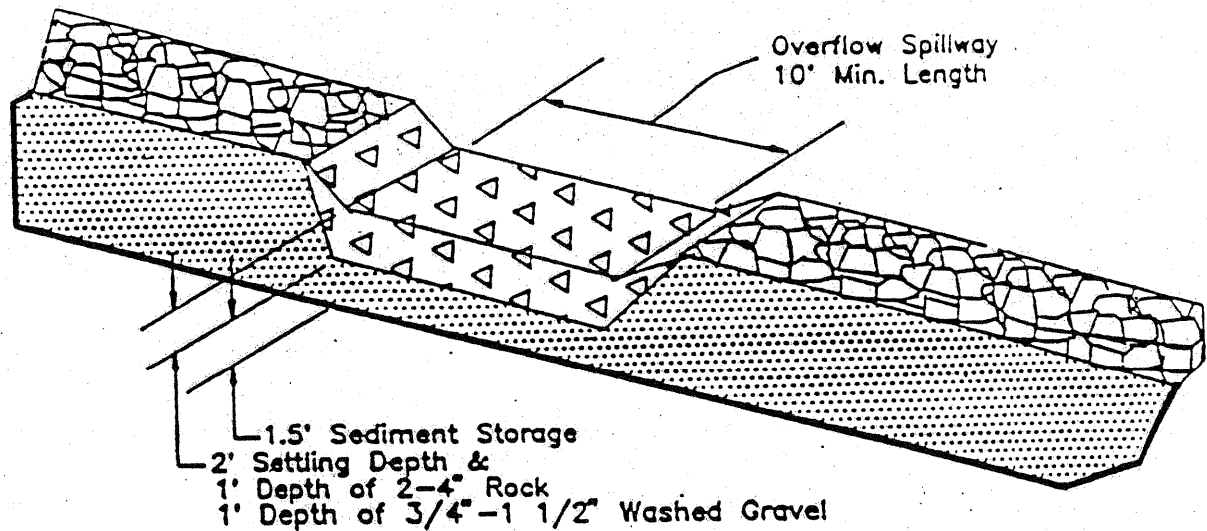 Overflow Spillway
10' Min. Length
1.5' Sediment Storage
2' Settling Depth &
1' Depth of 2-4" Rock
1' Depth of 3/4"-1 1/2" Washed Gravel